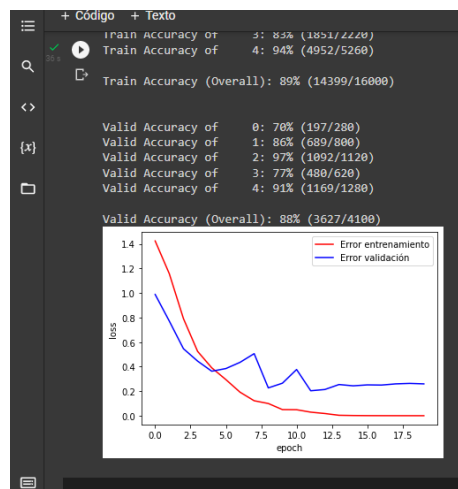 + Código + Texto
Train Accuracy of 3: 83% (1851/2220)
Train Accuracy of 4: 94% (4952/5260)
36 s
Train Accuracy (Overall): 89% (14399/16000)
{x}
Valid Accuracy of 0: 70% (197/280)
Valid Accuracy of 1: 86% (689/800)
Valid Accuracy of 2: 97% (1092/1120)
Valid Accuracy of 3: 77% (480/620)
Valid Accuracy of 4: 91% (1169/1280)
Valid Accuracy (Overall): 88% (3627/4100)
Error entrenamiento
Error validación
loss
1.4
1.2
1.0
0.8
0.6
0.4
0.2
0.0
0.0 2.5 5.0 7.5 10.0 12.5 15.0 17.5
epoch